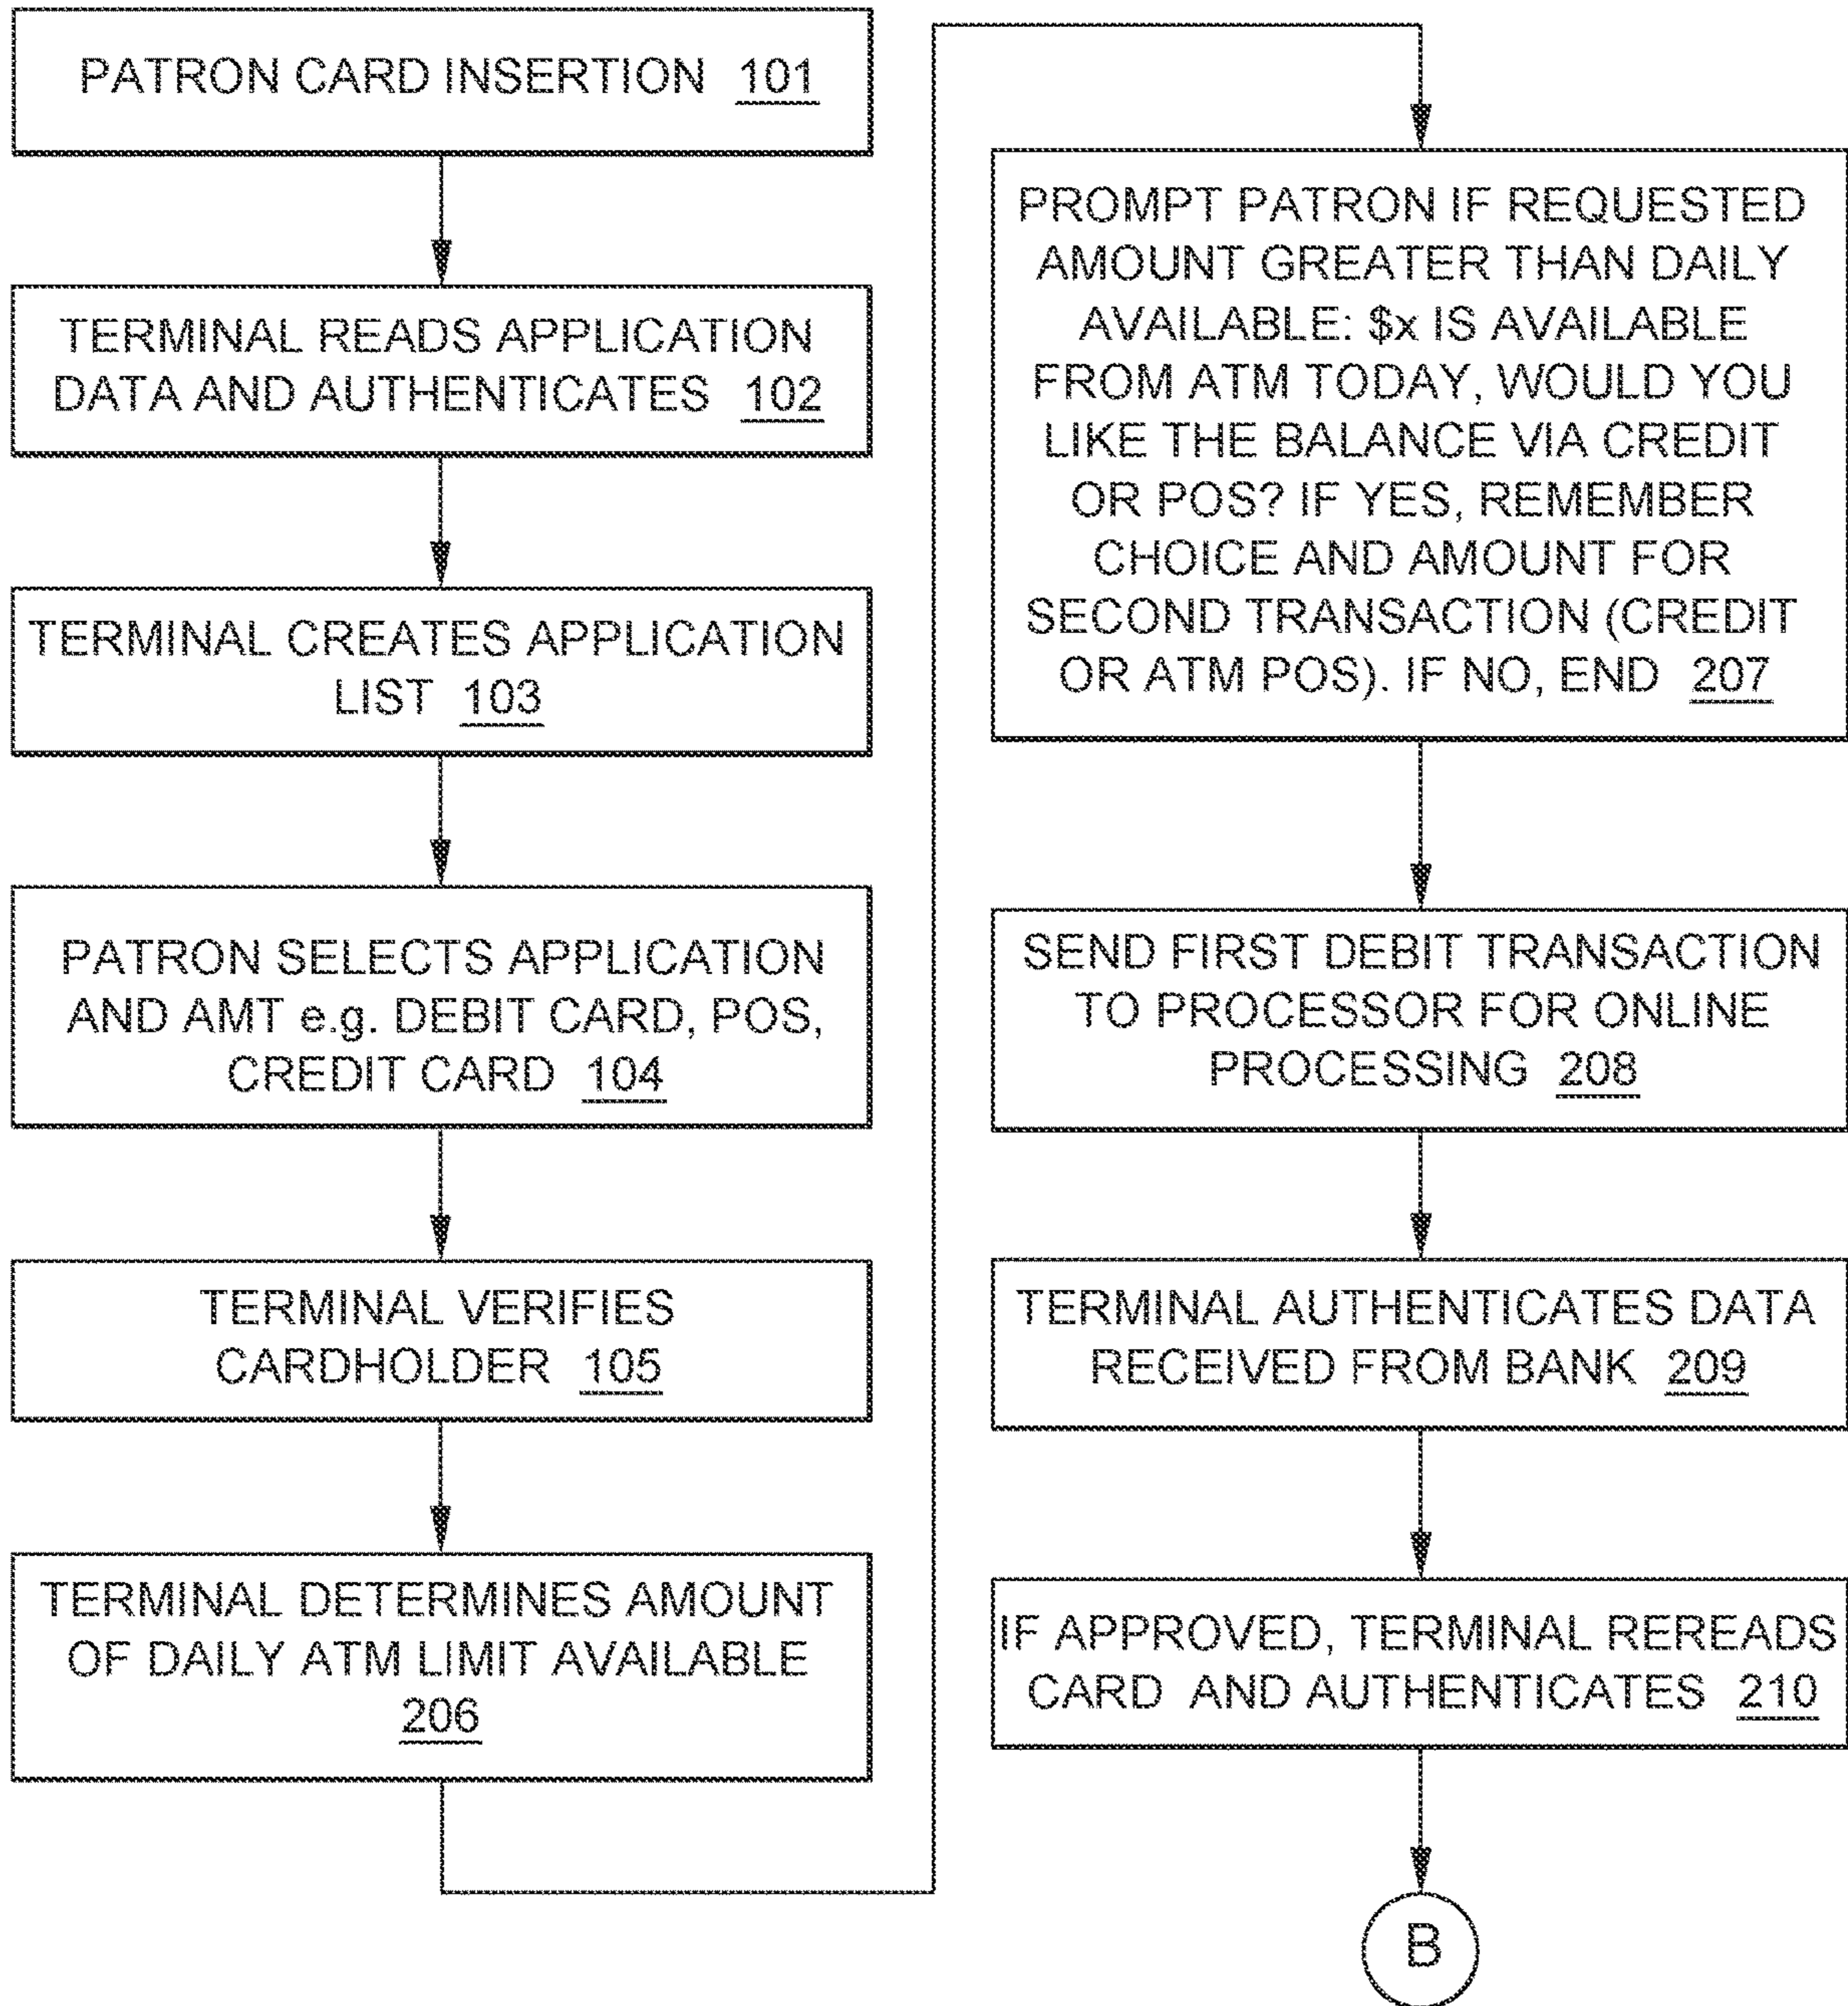 PATRON CARD INSERTION 101
TERMINAL READS APPLICATION
DATA AND AUTHENTICATES 102
TERMINAL CREATES APPLICATION
LIST 103
PATRON SELECTS APPLICATION
AND AMT e.g. DEBIT CARD, POS,
CREDIT CARD 104
TERMINAL VERIFIES
CARDHOLDER 105
TERMINAL DETERMINES AMOUNT
OF DAILY ATM LIMIT AVAILABLE
206
PROMPT PATRON IF REQUESTED
AMOUNT GREATER THAN DAILY
AVAILABLE: $x IS AVAILABLE
FROM ATM TODAY, WOULD YOU
LIKE THE BALANCE VIA CREDIT
OR POS? IF YES, REMEMBER
CHOICE AND AMOUNT FOR
SECOND TRANSACTION (CREDIT
OR ATM POS). IF NO, END 207
SEND FIRST DEBIT TRANSACTION
TO PROCESSOR FOR ONLINE
PROCESSING 208
TERMINAL AUTHENTICATES DATA
RECEIVED FROM BANK 209
IF APPROVED, TERMINAL REREADS
CARD AND AUTHENTICATES 210
B